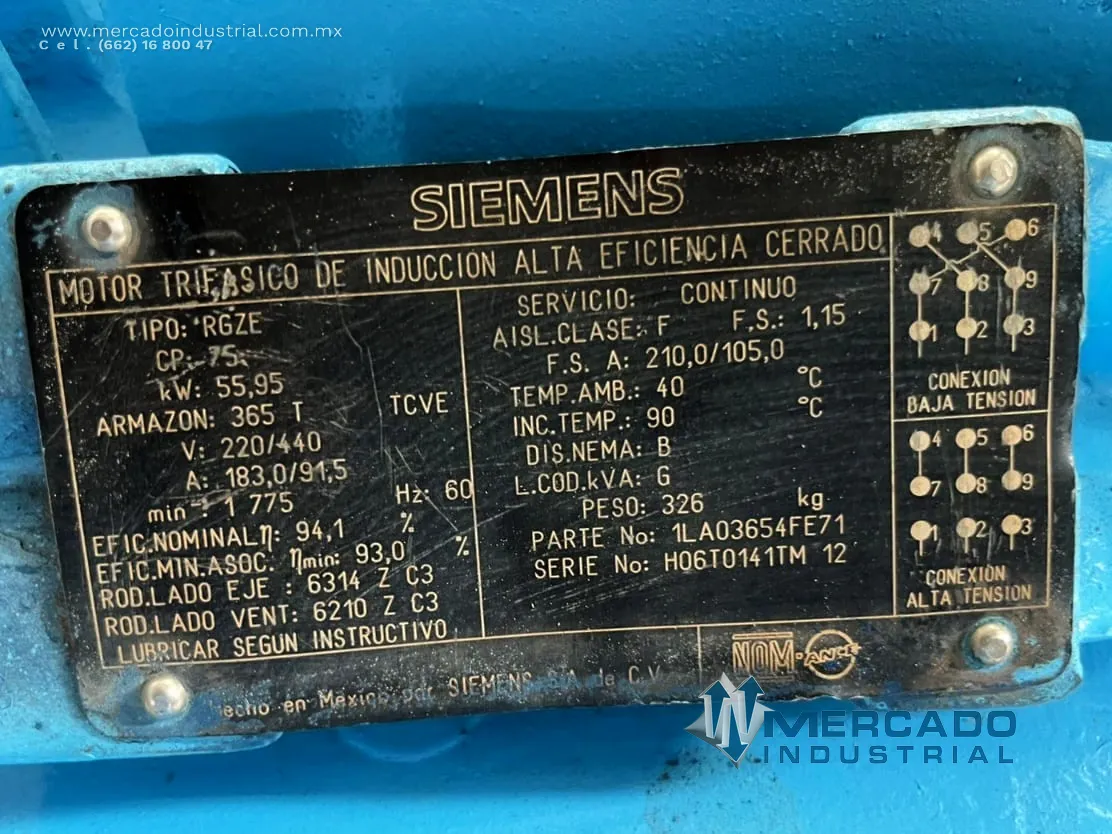 www.mercadoindustrial.com.mx
Cel. (662) 16 800 47
SIEMENS
MOTOR TRIFASICO DE INDUCCION ALTA EFICIENCIA CERRADO
TIPO: RGZE
CP: 75
kW: 55,95
ARMAZON: 365 T TCVE
V: 220/440
A: 183,0/91,5
min⁻¹ 1 775 Hz: 60
EFIC.NOMINAL η: 94,1 %
EFIC.MIN.ASOC. ηmin: 93,0 %
ROD.LADO EJE : 6314 Z C3
ROD.LADO VENT: 6210 Z C3
LUBRICAR SEGUN INSTRUCTIVO
SERVICIO: CONTINUO
AISL.CLASE: F F.S.: 1,15
F.S. A: 210,0/105,0
TEMP.AMB.: 40 °C
INC.TEMP.: 90 °C
DIS.NEMA: B
L.COD.kVA: G
PESO: 326 kg
PARTE No: 1LA03654FE71
SERIE No: H06T0141TM 12
4 5 6
7 8 9
1 2 3
CONEXION
BAJA TENSION
4 5 6
7 8 9
1 2 3
CONEXION
ALTA TENSION
echo en Mexico por SIEMENS S.A. de C.V.
NOM-ANCE
MERCADO
INDUSTRIAL